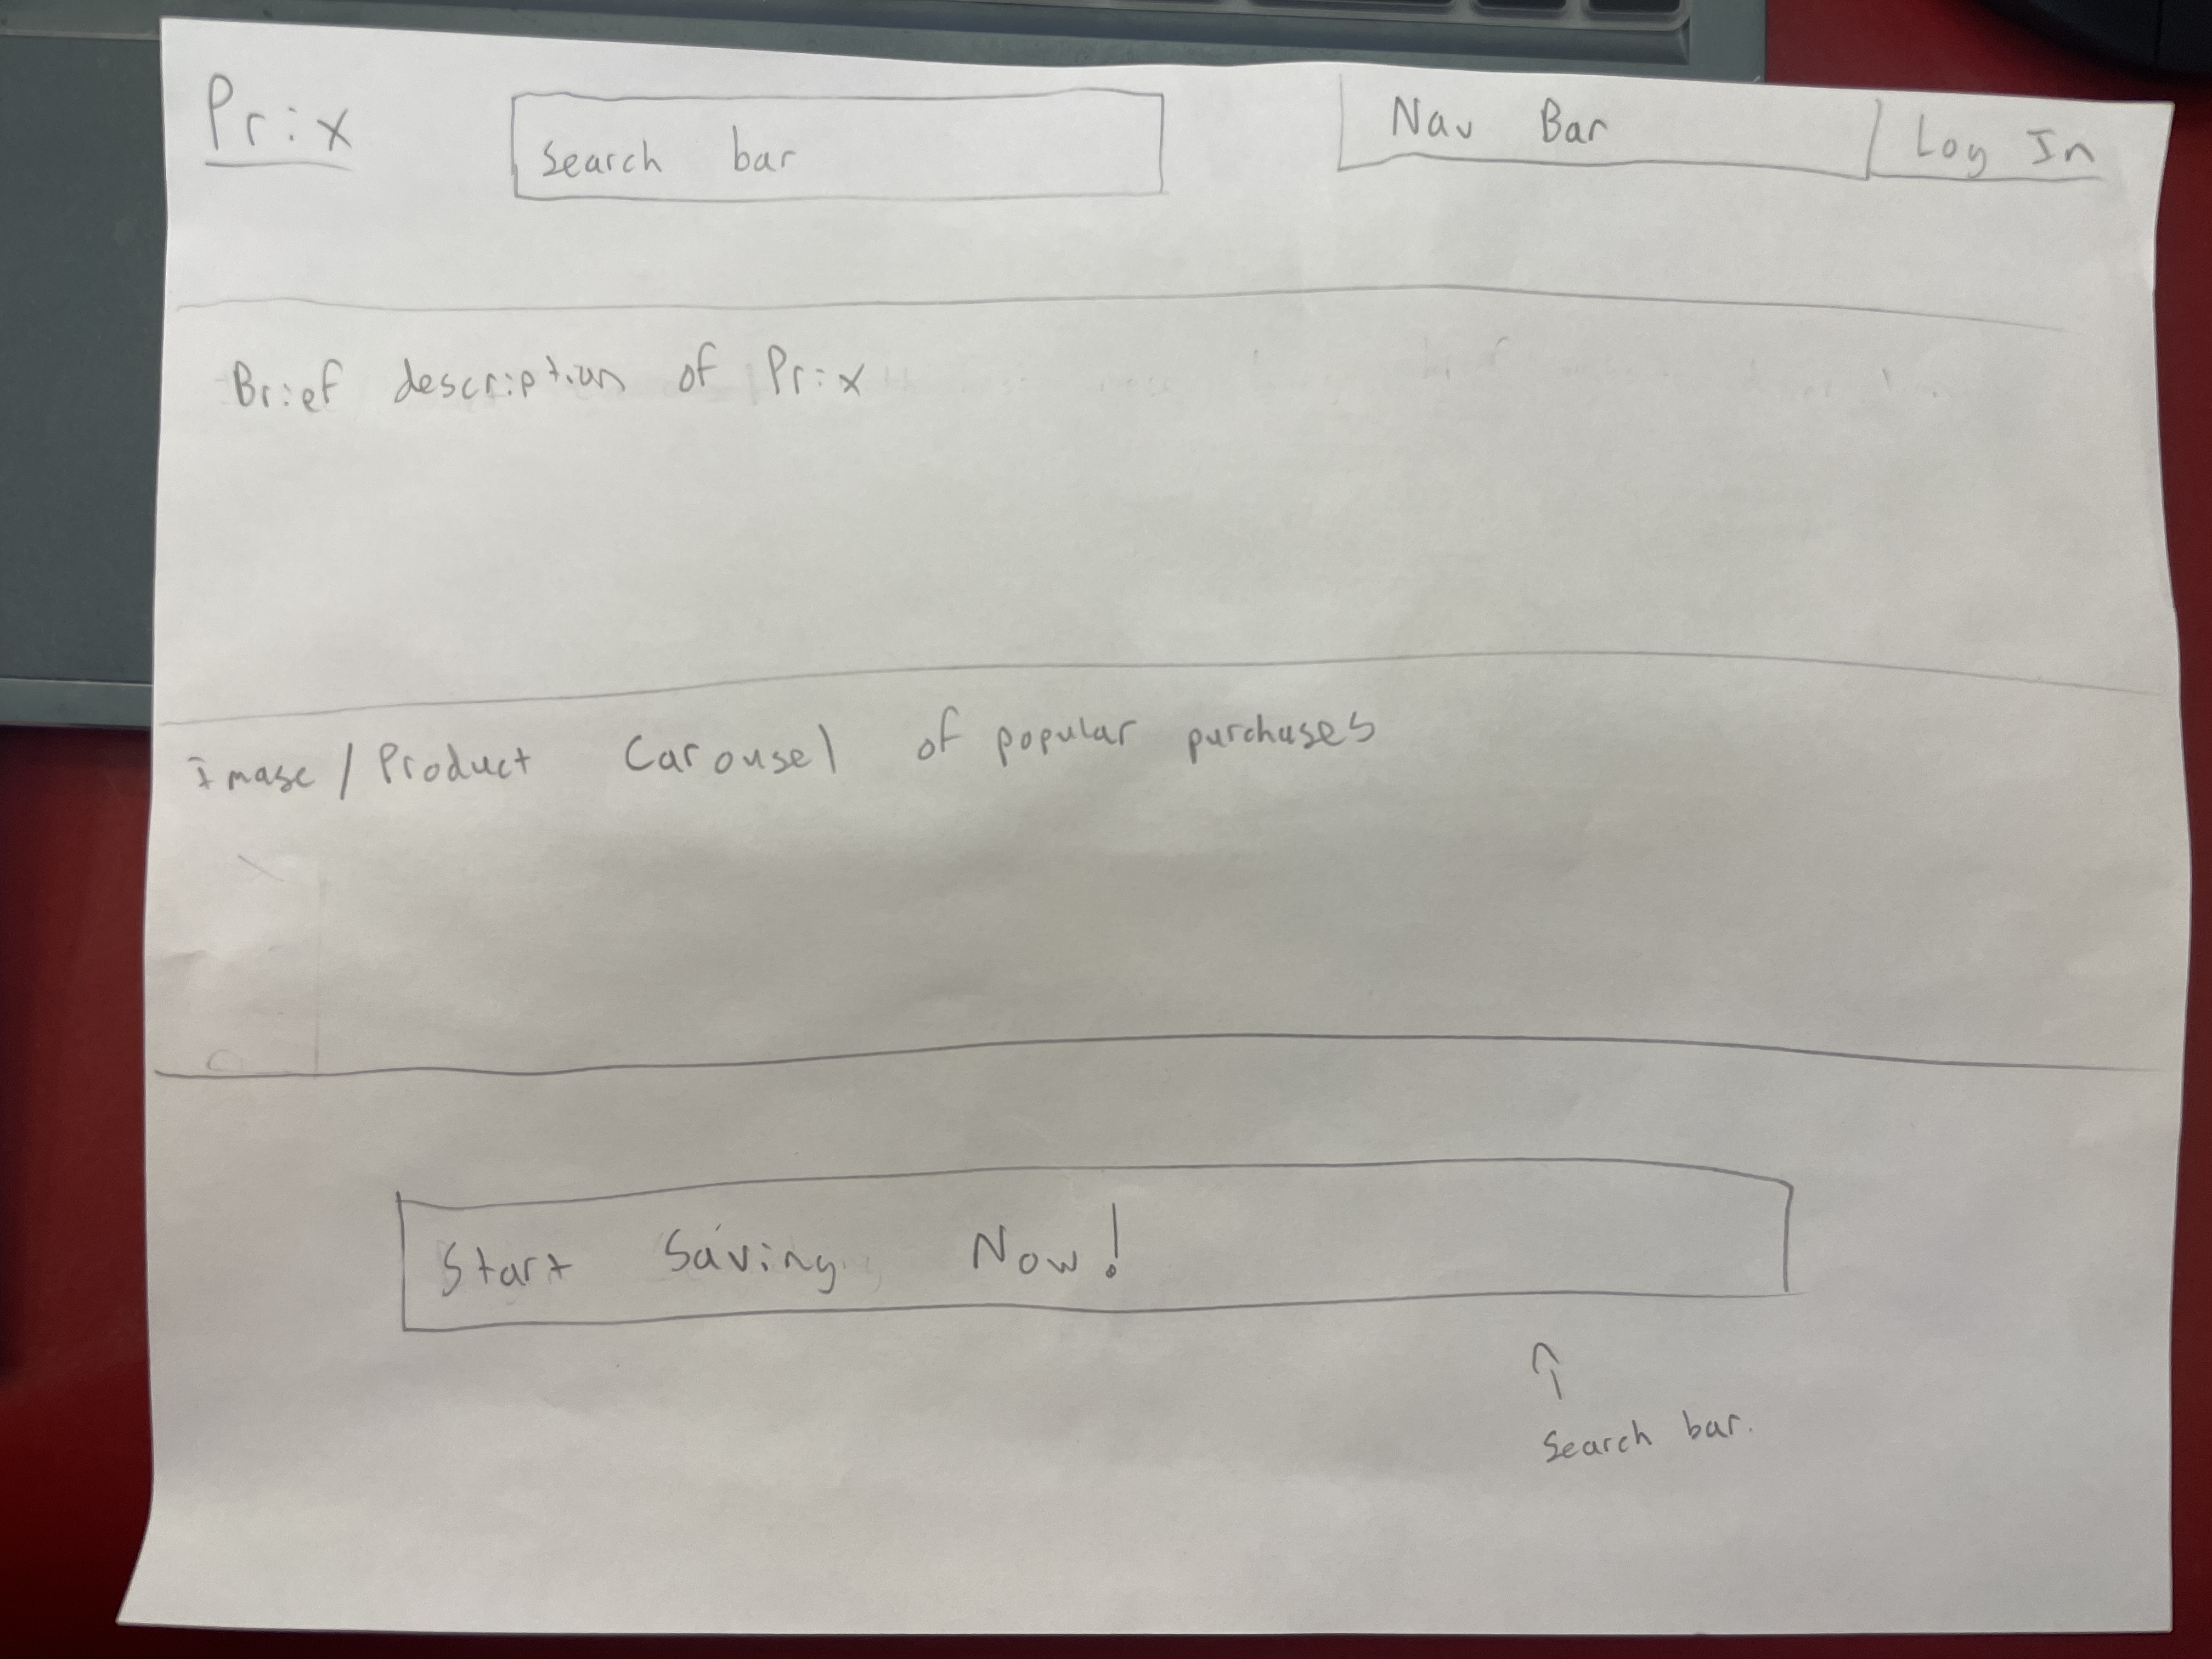 Prix
Search bar
Nav Bar
Log In
Brief description of Prix
Image / Product Carousel of popular purchases
Start Saving Now!
Search bar.